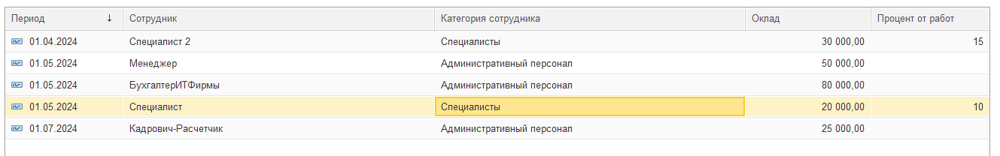 Период ↓ Сотрудник Категория сотрудника Оклад Процент от работ
01.04.2024 Специалист 2 Специалисты 30 000,00 15
01.05.2024 Менеджер Административный персонал 50 000,00
01.05.2024 БухгалтерИТФирмы Административный персонал 80 000,00
01.05.2024 Специалист Специалисты 20 000,00 10
01.07.2024 Кадрович-Расчетчик Административный персонал 25 000,00